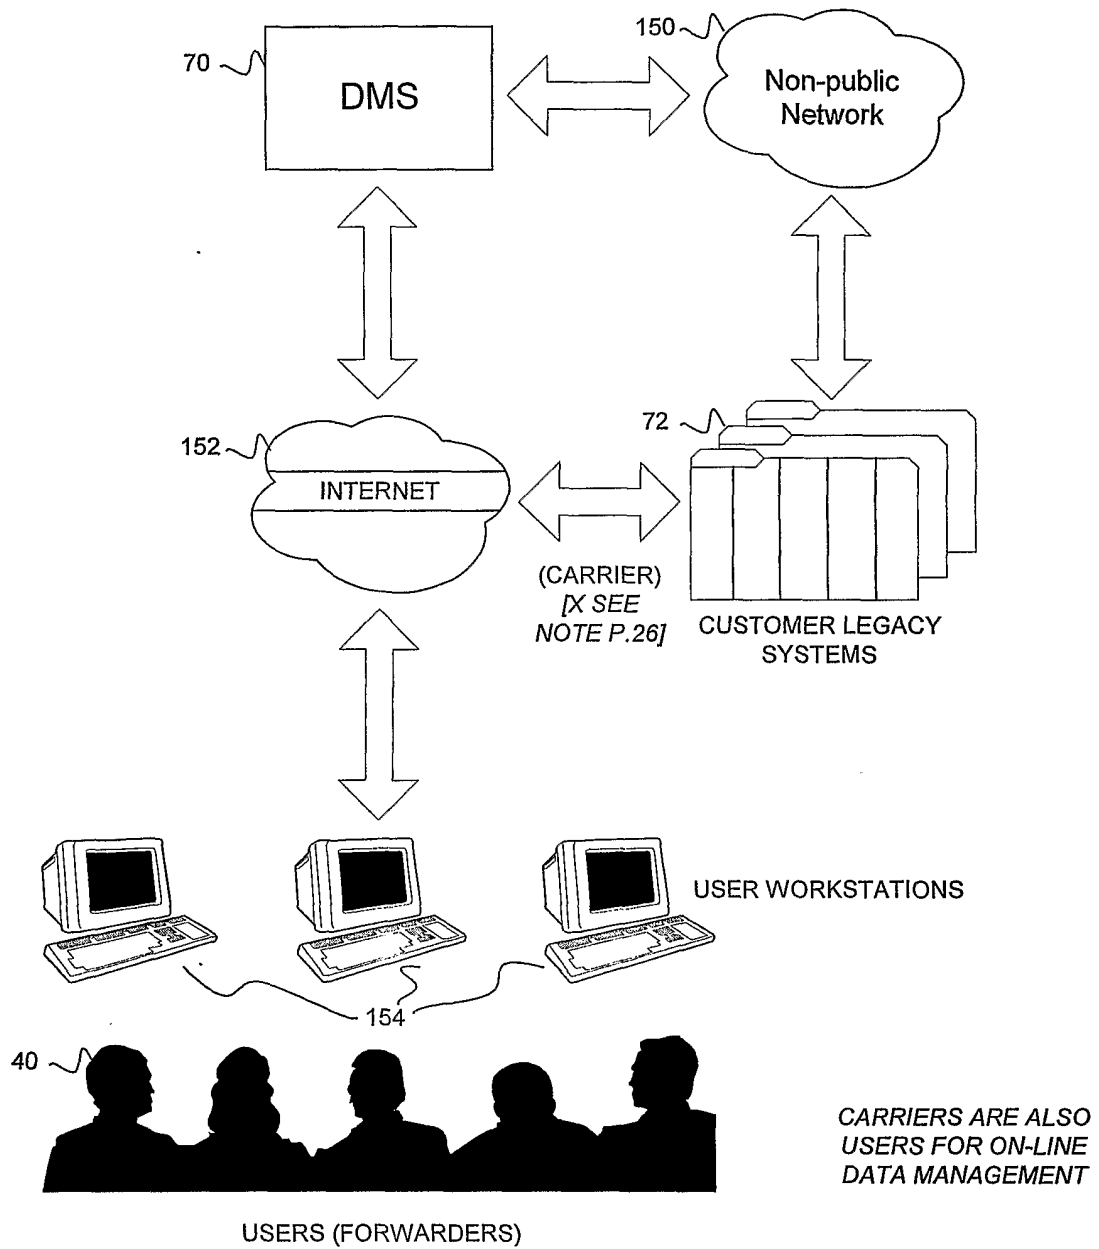 150
70
DMS
Non-public
Network
72
152
INTERNET
(CARRIER)
[X SEE
NOTE P.26]
CUSTOMER LEGACY
SYSTEMS
USER WORKSTATIONS
154
40
CARRIERS ARE ALSO
USERS FOR ON-LINE
DATA MANAGEMENT
USERS (FORWARDERS)